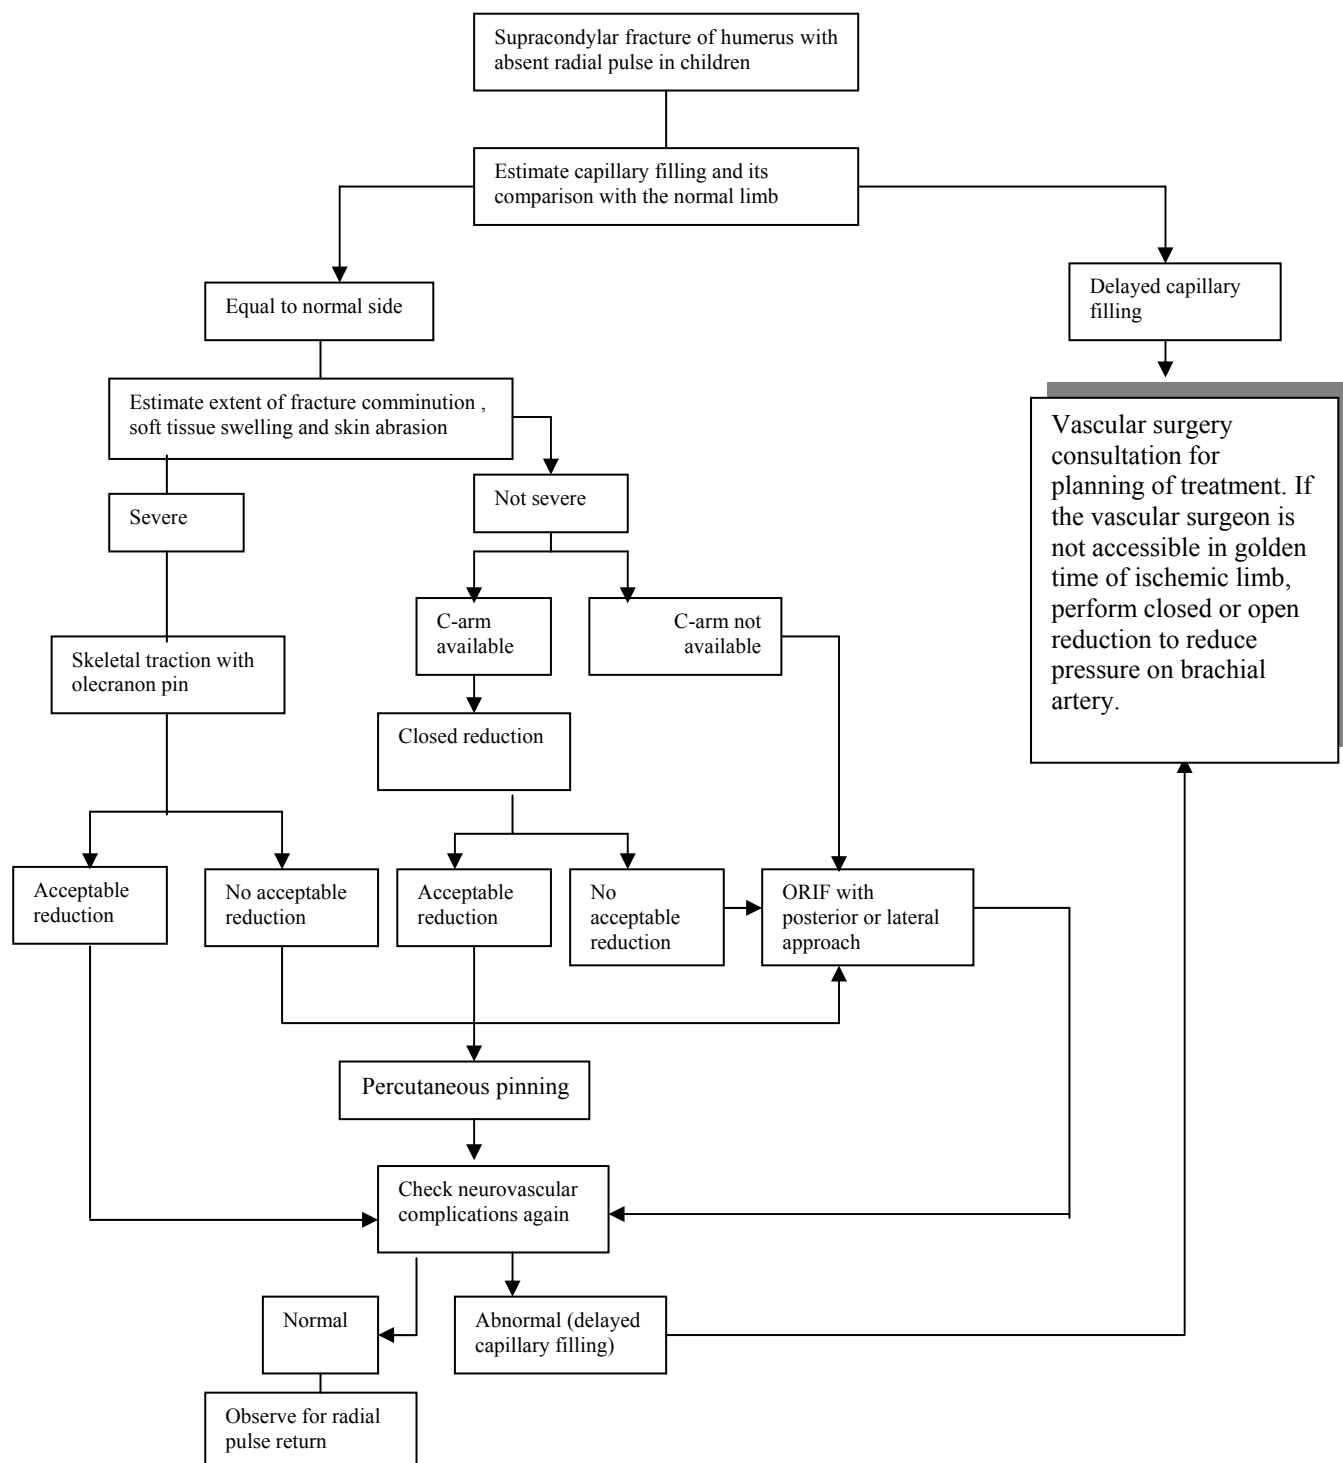 Supracondylar fracture of humerus with
absent radial pulse in children
Estimate capillary filling and its
comparison with the normal limb
Equal to normal side
Delayed capillary
filling
Estimate extent of fracture comminution ,
soft tissue swelling and skin abrasion
Vascular surgery
consultation for
planning of treatment. If
the vascular surgeon is
not accessible in golden
time of ischemic limb,
perform closed or open
reduction to reduce
pressure on brachial
artery.
Severe
Not severe
C-arm
available
C-arm not
available
Skeletal traction with
olecranon pin
Closed reduction
Acceptable
reduction
No acceptable
reduction
Acceptable
reduction
No
acceptable
reduction
ORIF with
posterior or lateral
approach
Percutaneous pinning
Check neurovascular
complications again
Normal
Abnormal (delayed
capillary filling)
Observe for radial
pulse return